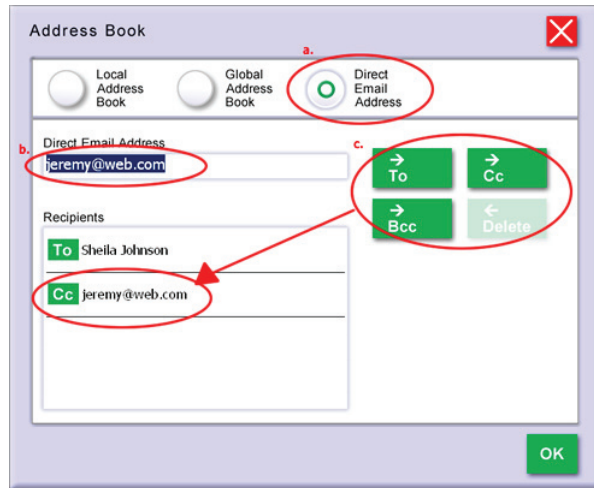 Address Book
a.
Local
Address
Book
Global
Address
Book
Direct
Email
Address
b.
Direct Email Address
jeremy@web.com
c.
→
To
→
Cc
→
Bcc
←
Delete
Recipients
To Sheila Johnson
Cc jeremy@web.com
OK